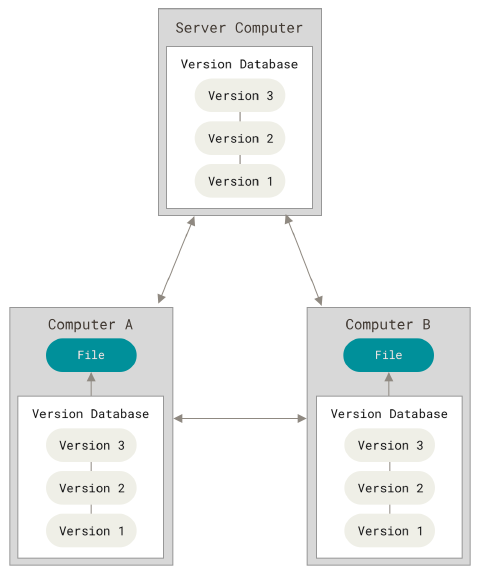 Server Computer
Version Database
Version 3
Version 2
Version 1
Computer A
File
Version Database
Version 3
Version 2
Version 1
Computer B
File
Version Database
Version 3
Version 2
Version 1